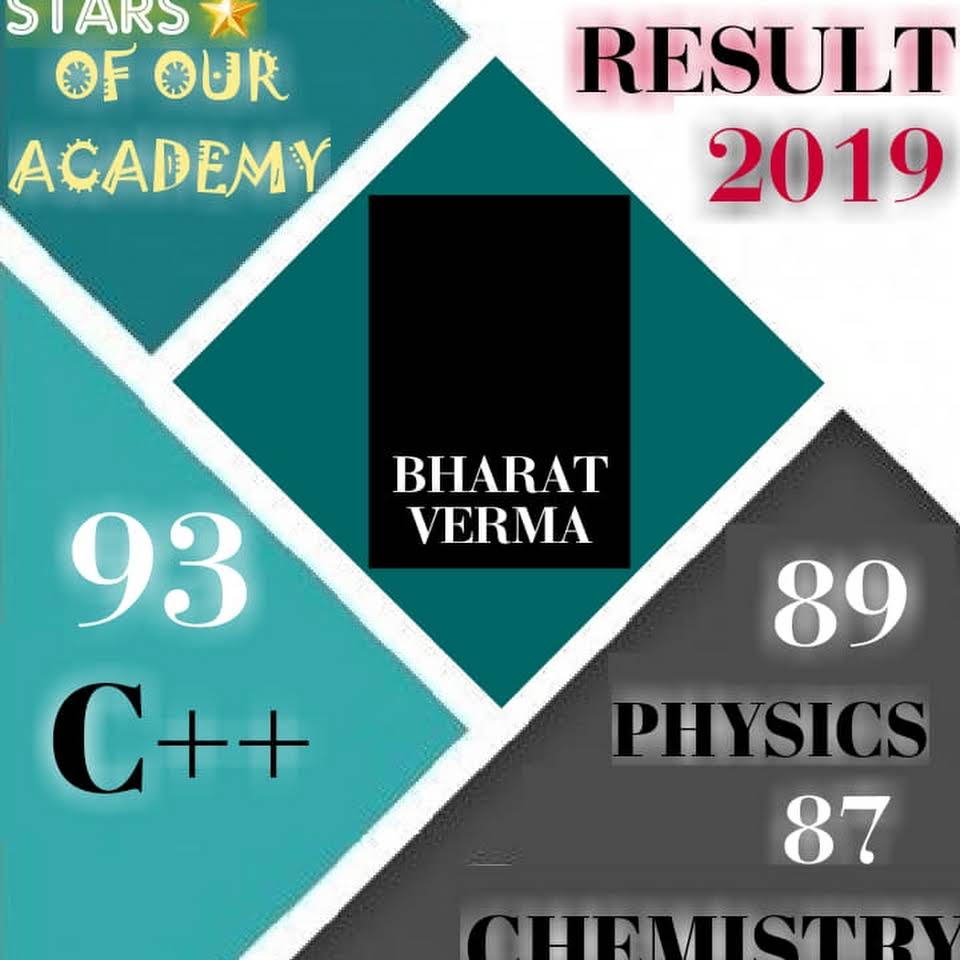 STARS
OF OUR
ACADEMY
RESULT
2019
BHARAT
VERMA
93
C++
89
PHYSICS
87
CHEMISTRY